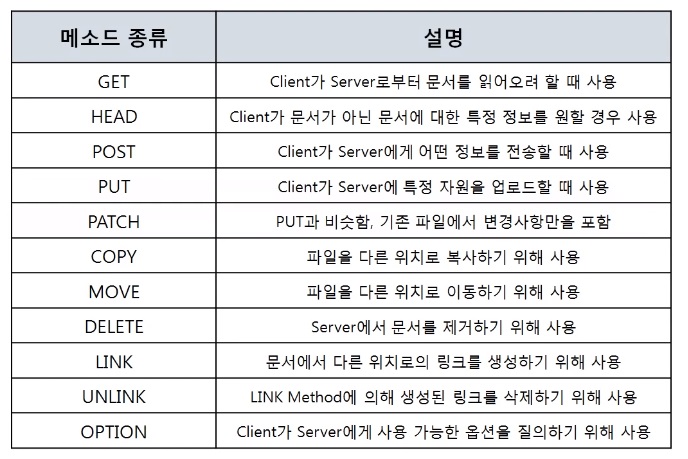 메소드 종류 설명
GET Client가 Server로부터 문서를 읽어오려 할 때 사용
HEAD Client가 문서가 아닌 문서에 대한 특정 정보를 원할 경우 사용
POST Client가 Server에게 어떤 정보를 전송할 때 사용
PUT Client가 Server에 특정 자원을 업로드할 때 사용
PATCH PUT과 비슷함, 기존 파일에서 변경사항만을 포함
COPY 파일을 다른 위치로 복사하기 위해 사용
MOVE 파일을 다른 위치로 이동하기 위해 사용
DELETE Server에서 문서를 제거하기 위해 사용
LINK 문서에서 다른 위치로의 링크를 생성하기 위해 사용
UNLINK LINK Method에 의해 생성된 링크를 삭제하기 위해 사용
OPTION Client가 Server에게 사용 가능한 옵션을 질의하기 위해 사용